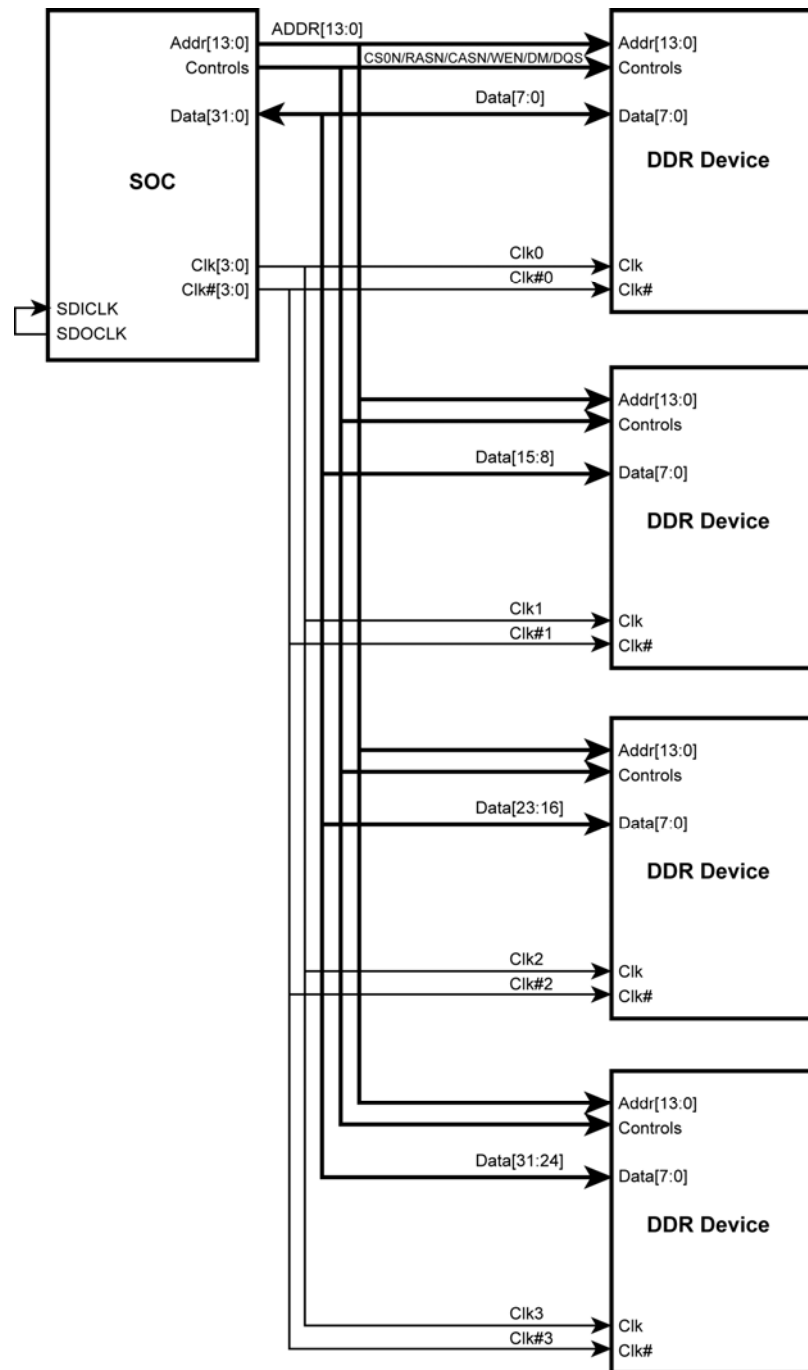 ADDR[13:0]
Addr[13:0]
Controls
Data[31:0]
SOC
Clk[3:0]
Clk#[3:0]
SDICLK
SDOCLK
CS0N/RASN/CASN/WEN/DM/DQS
Data[7:0]
Clk0
Clk#0
Addr[13:0]
Controls
Data[7:0]
DDR Device
Clk
Clk#
Data[15:8]
Clk1
Clk#1
Addr[13:0]
Controls
Data[7:0]
DDR Device
Clk
Clk#
Data[23:16]
Clk2
Clk#2
Addr[13:0]
Controls
Data[7:0]
DDR Device
Clk
Clk#
Data[31:24]
Clk3
Clk#3
Addr[13:0]
Controls
Data[7:0]
DDR Device
Clk
Clk#